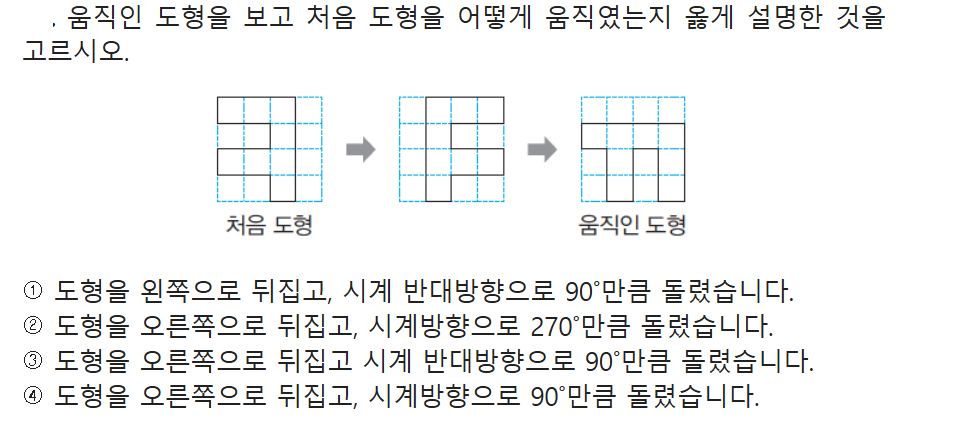 . 움직인 도형을 보고 처음 도형을 어떻게 움직였는지 옳게 설명한 것을
고르시오.
처음 도형
움직인 도형
① 도형을 왼쪽으로 뒤집고, 시계 반대방향으로 90°만큼 돌렸습니다.
② 도형을 오른쪽으로 뒤집고, 시계방향으로 270°만큼 돌렸습니다.
③ 도형을 오른쪽으로 뒤집고 시계 반대방향으로 90°만큼 돌렸습니다.
④ 도형을 오른쪽으로 뒤집고, 시계방향으로 90°만큼 돌렸습니다.